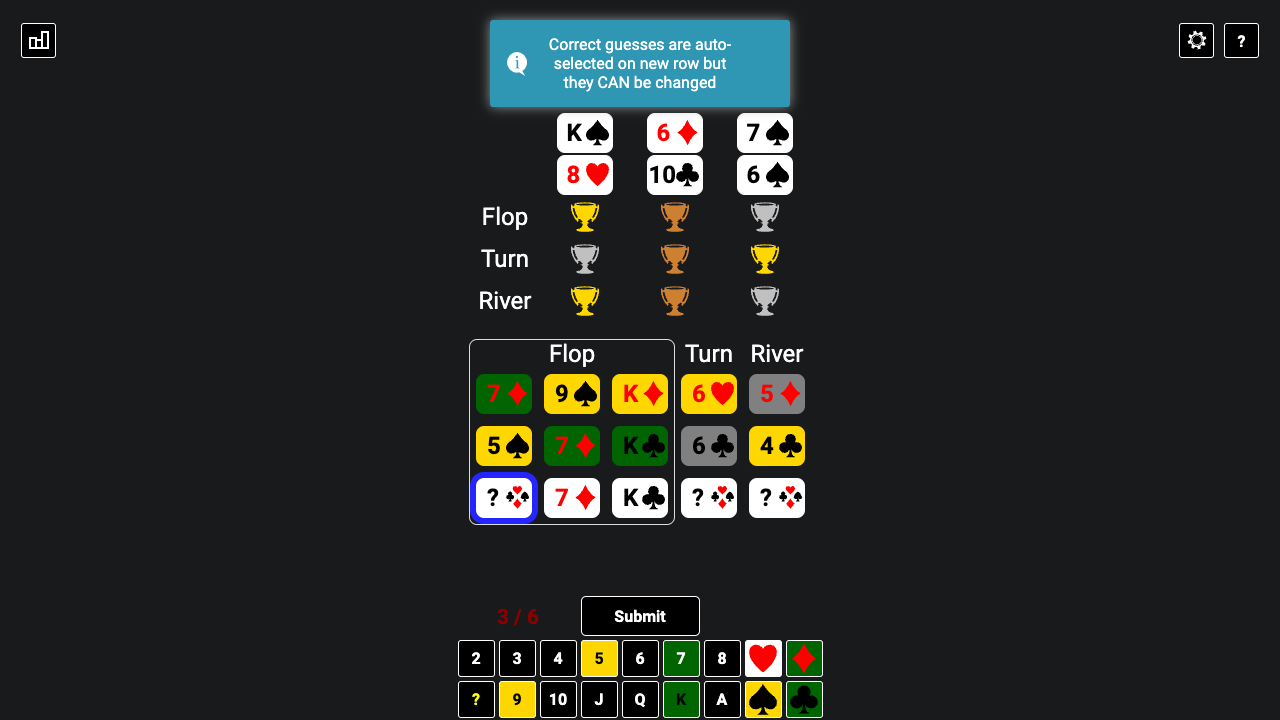 Correct guesses are auto-
selected on new row but
they CAN be changed
i
?
K♠ 6♦ 7♠
8♥ 10♣ 6♠
Flop
Turn
River
Flop Turn River
7♦ 9♠ K♦ 6♥ 5♦
5♠ 7♦ K♣ 6♣ 4♣
? 7♦ K♣ ? ?
3 / 6 Submit
2 3 4 5 6 7 8 ♥ ♦
? 9 10 J Q K A ♠ ♣